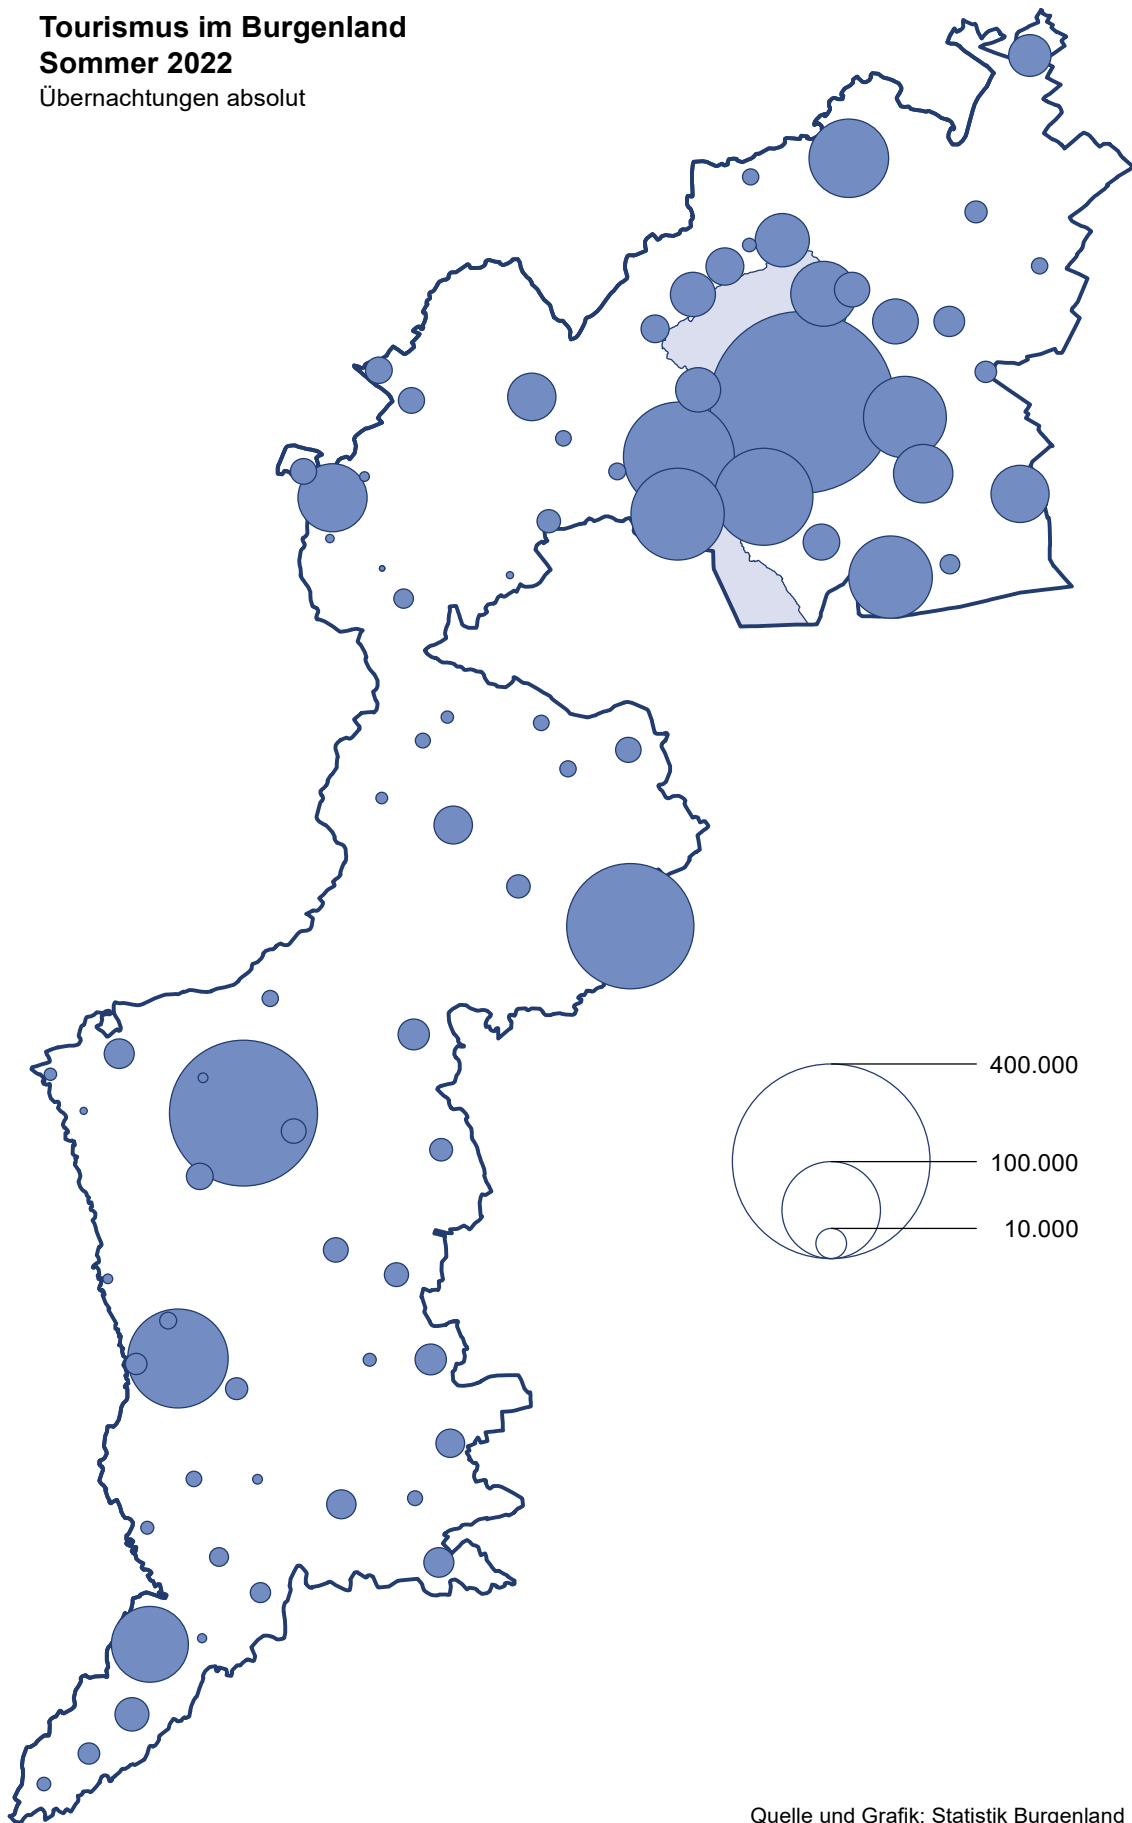 Tourismus im Burgenland
Sommer 2022
Übernachtungen absolut
400.000
100.000
10.000
Quelle und Grafik: Statistik Burgenland